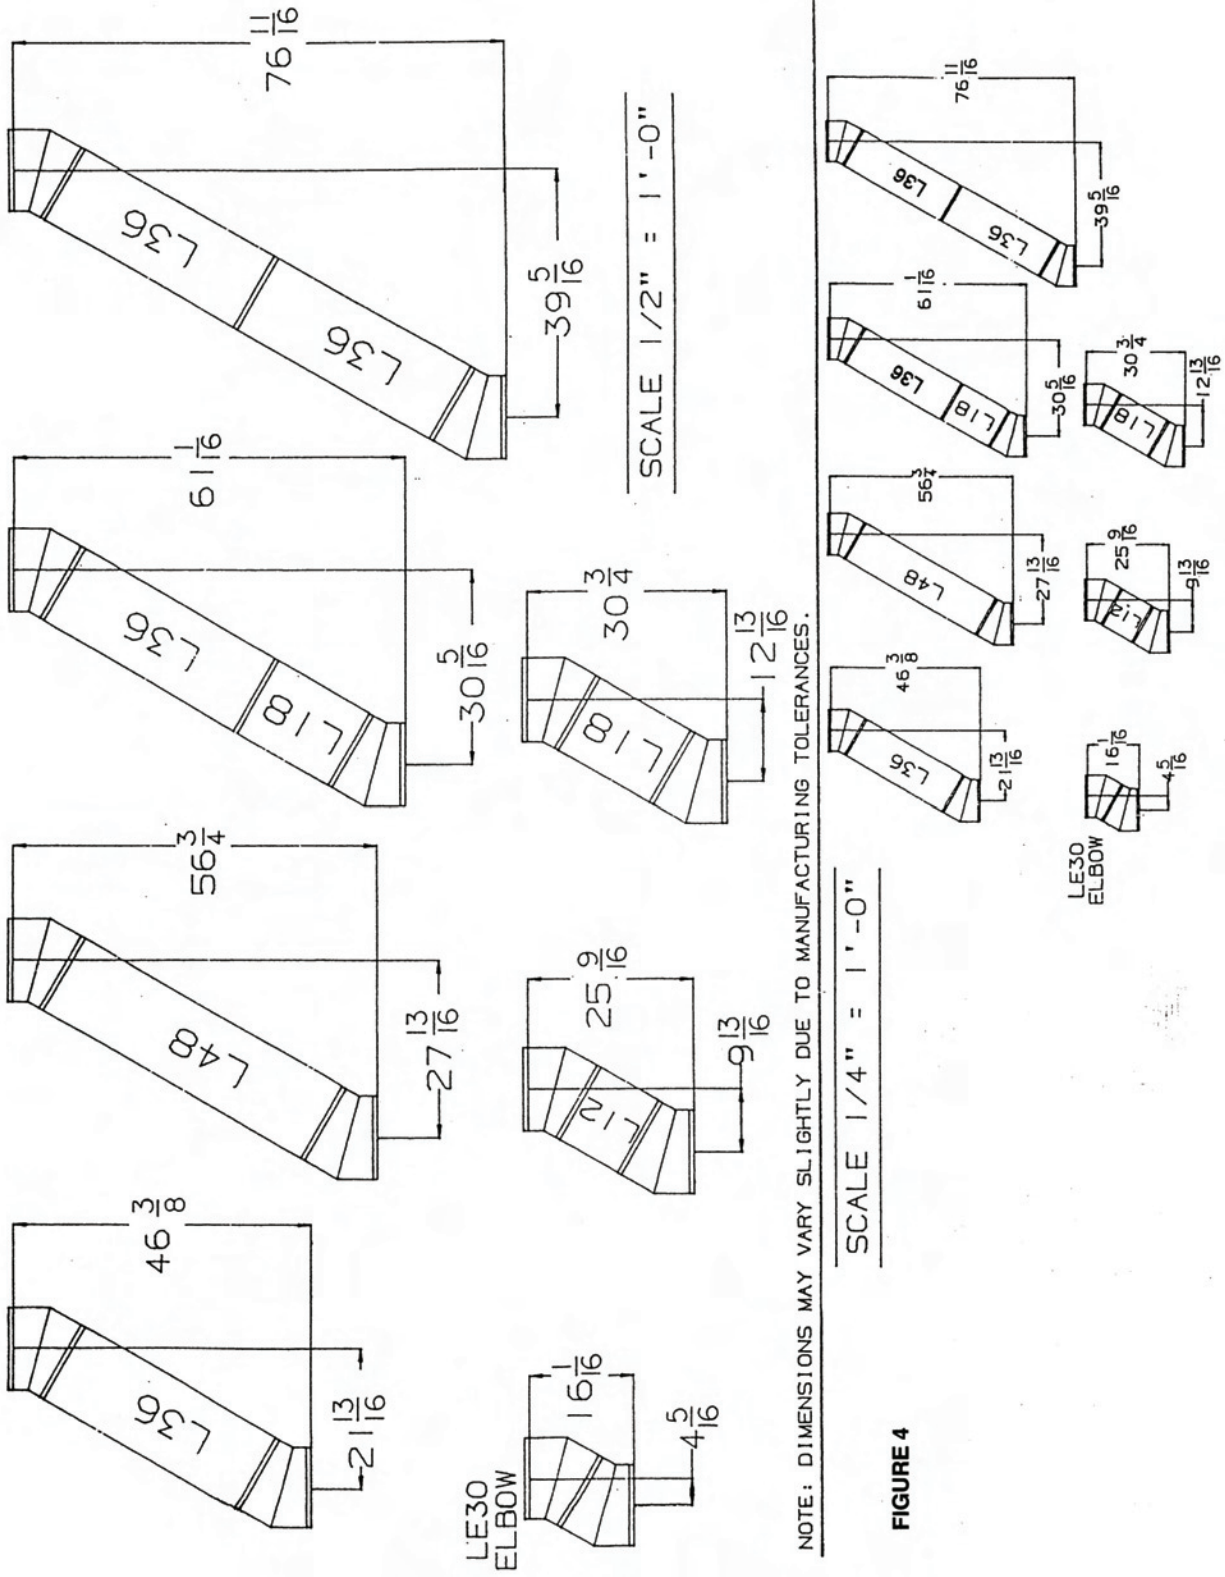 46 3/8
L36
21 13/16
56 3/4
L48
27 13/16
61 1/16
L36
L18
30 5/16
76 11/16
L36
L36
39 5/16
LE30
ELBOW
16 1/16
4 5/16
25 9/16
L12
9 13/16
30 3/4
L18
12 13/16
SCALE 1/2" = 1'-0"
NOTE: DIMENSIONS MAY VARY SLIGHTLY DUE TO MANUFACTURING TOLERANCES.
SCALE 1/4" = 1'-0"
46 3/8
L36
21 13/16
56 3/4
L48
27 13/16
61 1/16
L36
L18
30 5/16
76 11/16
L36
L36
39 5/16
LE30
ELBOW
16 1/16
4 5/16
25 9/16
L12
9 13/16
30 3/4
L18
12 13/16
FIGURE 4